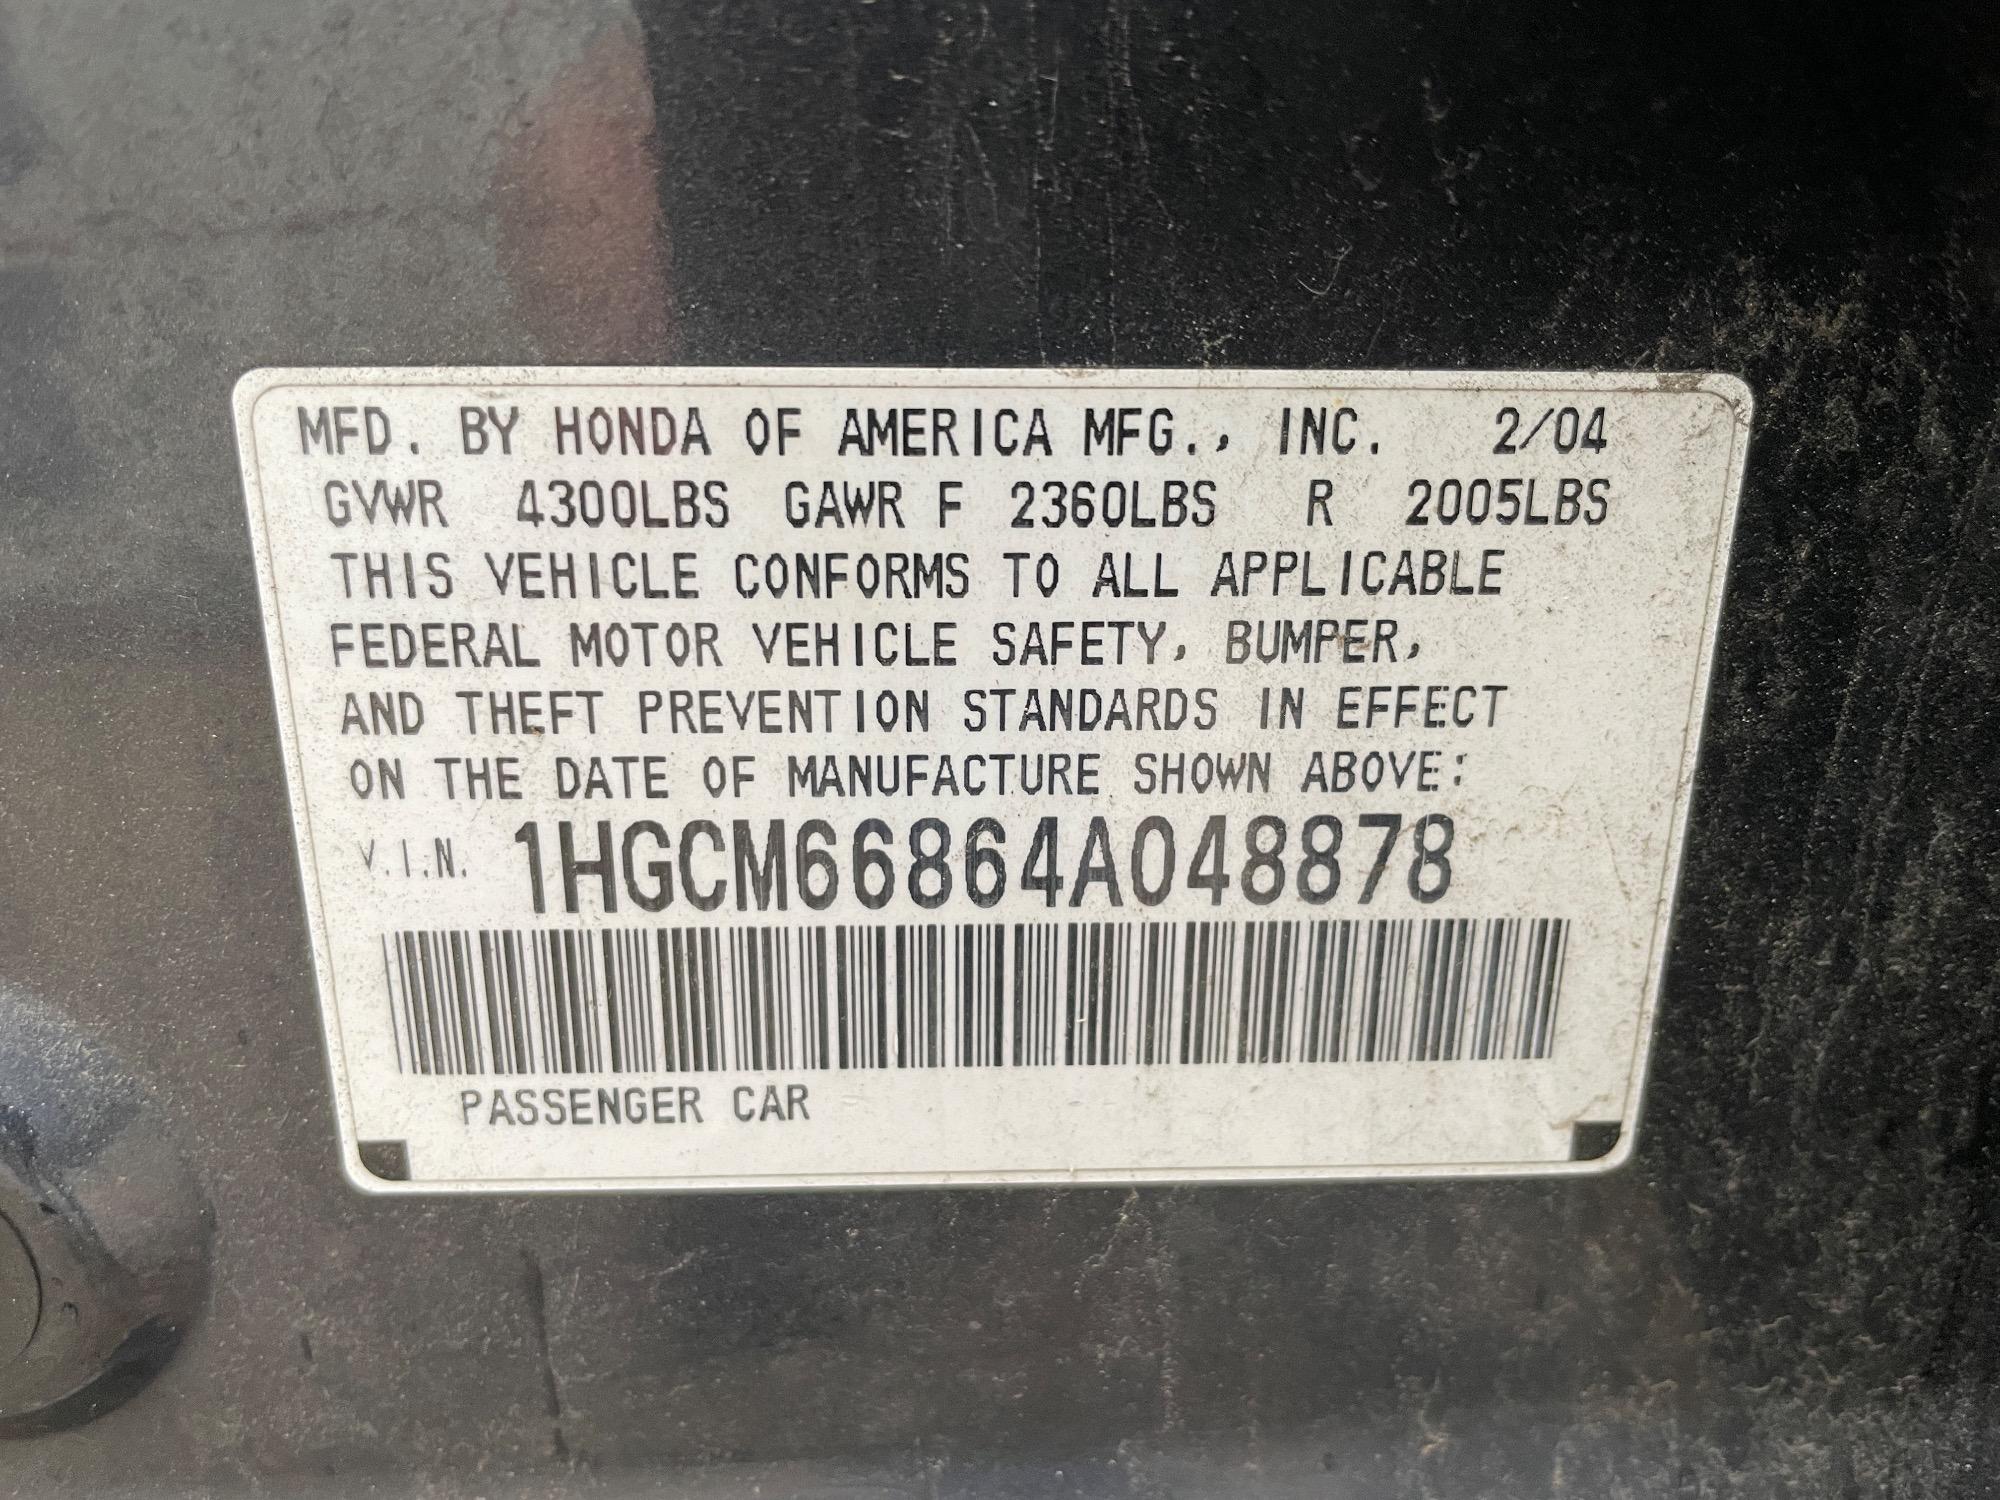 MFD. BY HONDA OF AMERICA MFG., INC. 2/04
GVWR 4300LBS GAWR F 2360LBS R 2005LBS
THIS VEHICLE CONFORMS TO ALL APPLICABLE
FEDERAL MOTOR VEHICLE SAFETY, BUMPER,
AND THEFT PREVENTION STANDARDS IN EFFECT
ON THE DATE OF MANUFACTURE SHOWN ABOVE:
V.I.N. 1HGCM66864A048878
PASSENGER CAR